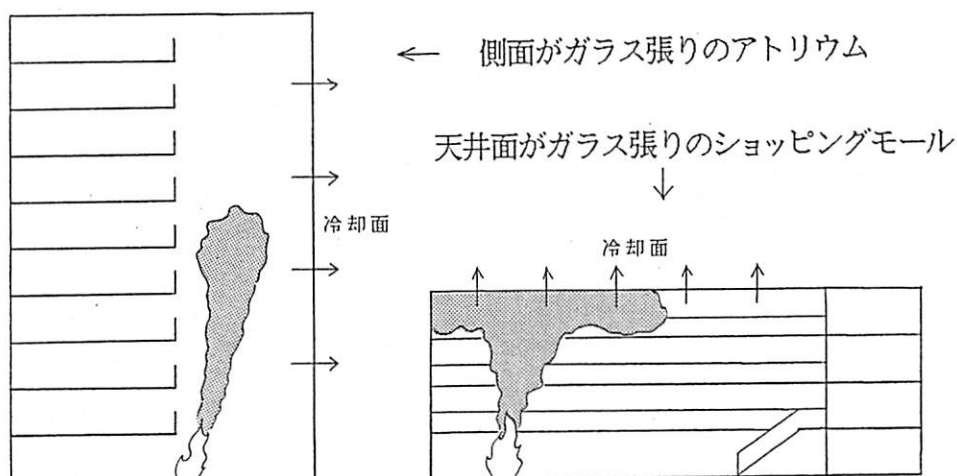 ← 側面がガラス張りのアトリウム
天井面がガラス張りのショッピングモール
↓
冷却面
冷却面